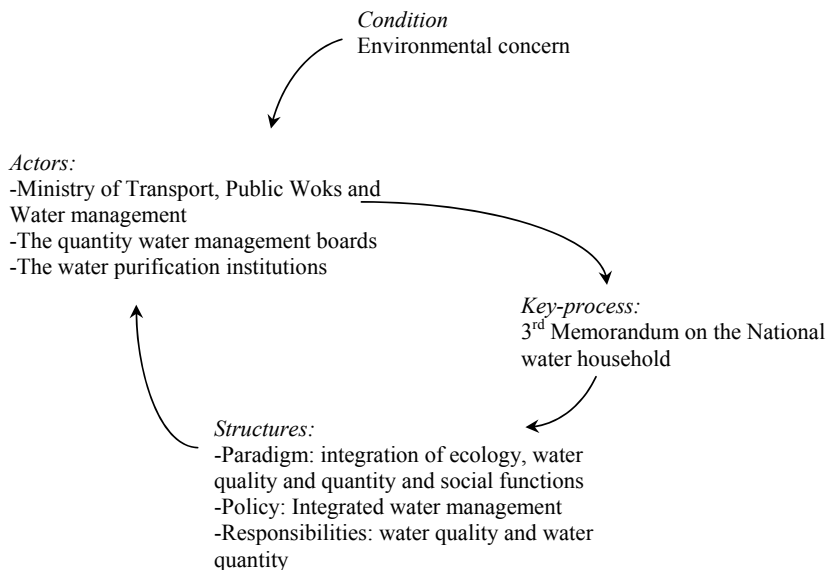 Condition
Environmental concern
Actors:
-Ministry of Transport, Public Woks and
Water management
-The quantity water management boards
-The water purification institutions
Key-process:
3rd Memorandum on the National
water household
Structures:
-Paradigm: integration of ecology, water
quality and quantity and social functions
-Policy: Integrated water management
-Responsibilities: water quality and water
quantity